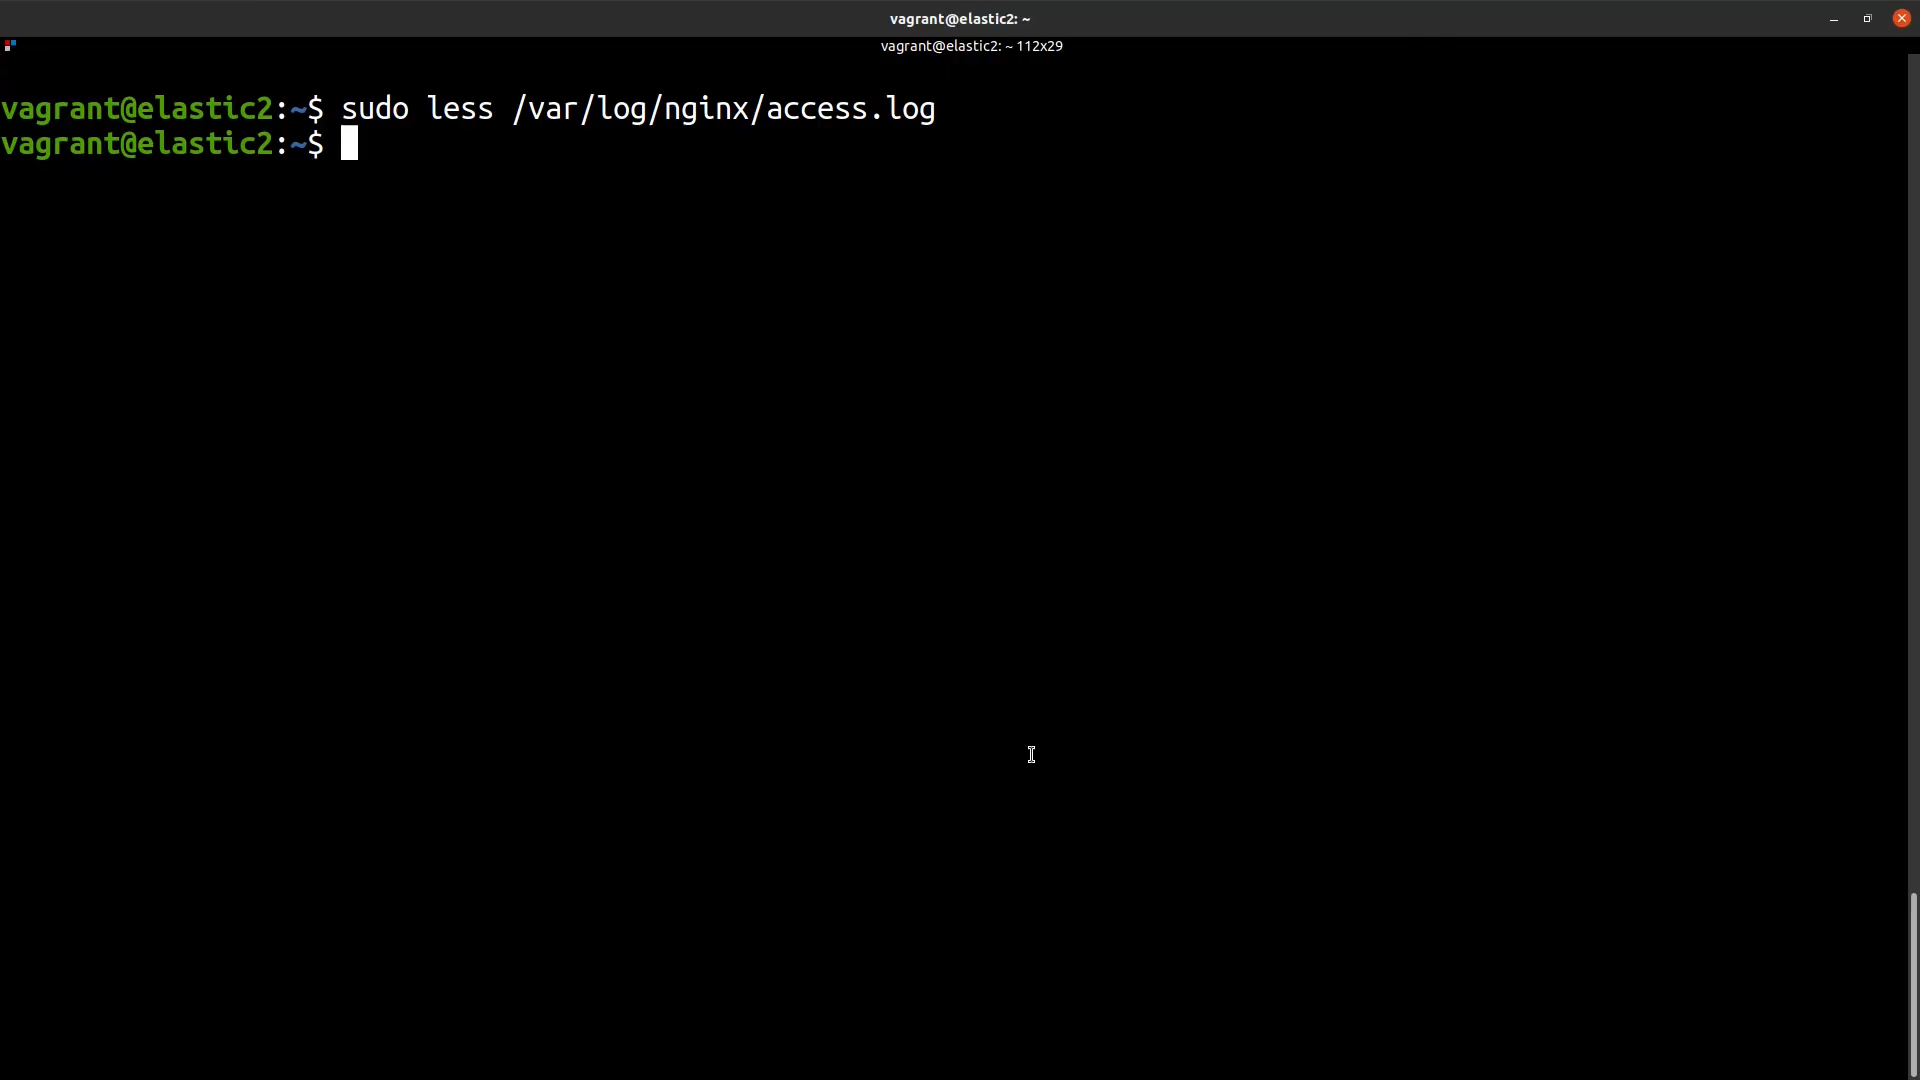 vagrant@elastic2: ~
vagrant@elastic2: ~ 112x29
vagrant@elastic2:~$ sudo less /var/log/nginx/access.log
vagrant@elastic2:~$